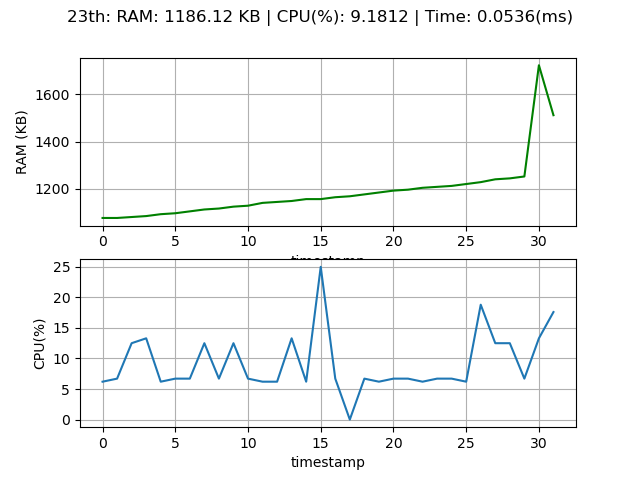 23th: RAM: 1186.12 KB | CPU(%): 9.1812 | Time: 0.0536(ms)
RAM (KB)
1600
1400
1200
0 5 10 15 20 25 30
timestamp
CPU(%)
25
20
15
10
5
0
0 5 10 15 20 25 30
timestamp